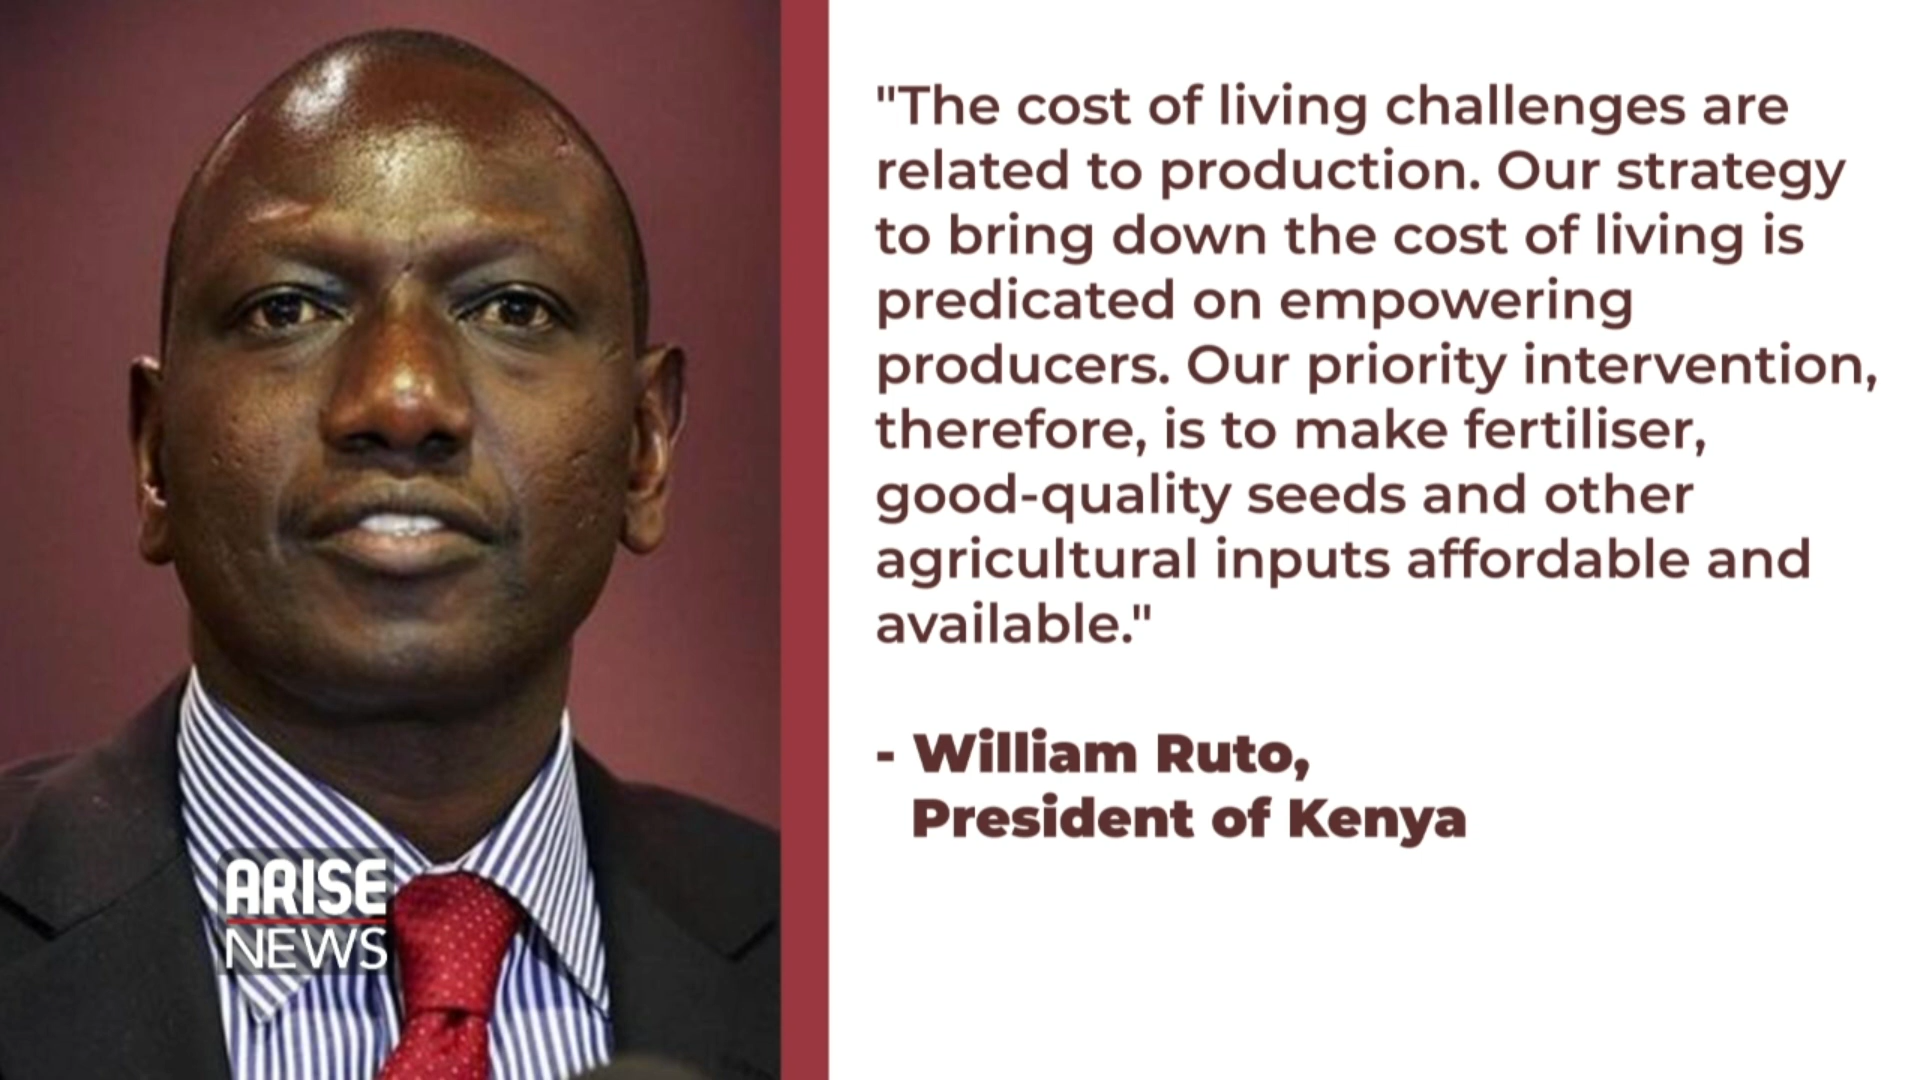 "The cost of living challenges are
related to production. Our strategy
to bring down the cost of living is
predicated on empowering
producers. Our priority intervention,
therefore, is to make fertiliser,
good-quality seeds and other
agricultural inputs affordable and
available."
- William Ruto,
President of Kenya
ARISE
NEWS